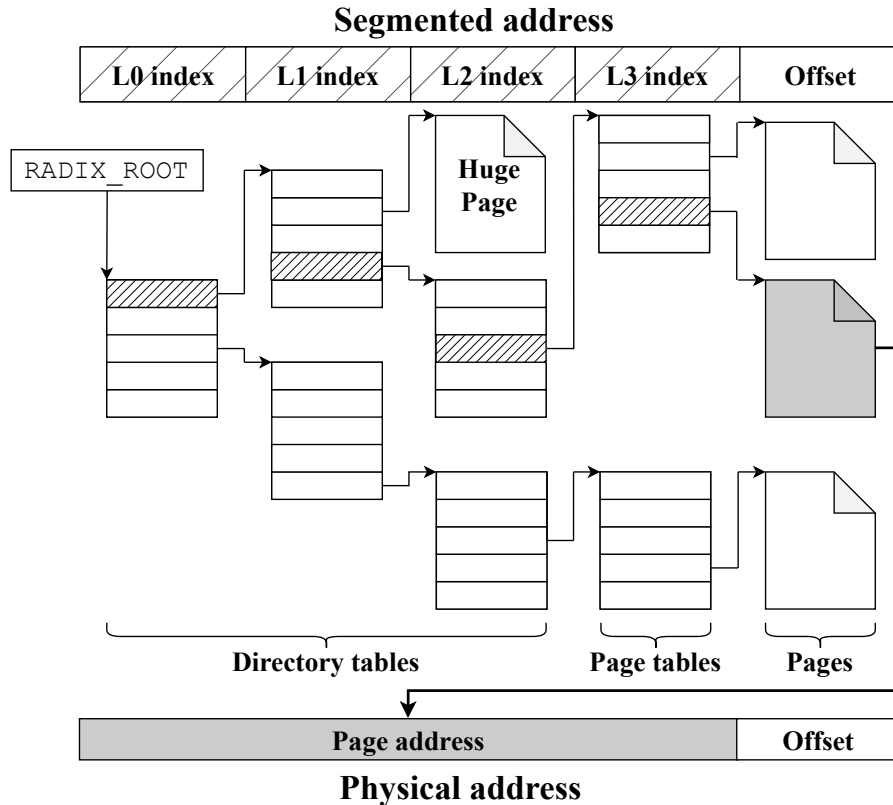 Segmented address
L0 index L1 index L2 index L3 index Offset
RADIX_ROOT
Huge
Page
Directory tables Page tables Pages
Page address Offset
Physical address